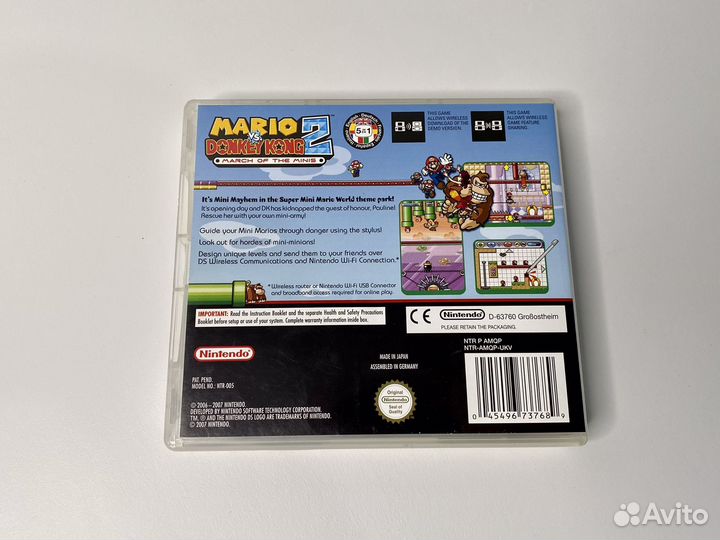 MARIO
VS.
DONKEY KONG 2
MARCH OF THE MINIS
5 in 1
THIS GAME
ALLOWS WIRELESS
DOWNLOAD OF THE
DEMO VERSION.
THIS GAME
ALLOWS WIRELESS
GAME FEATURE
SHARING.
It's Mini Mayhem in the Super Mini Mario World theme park!
It's opening day and DK has kidnapped the guest of honour, Pauline!
Rescue her with your own mini-army!
Guide your Mini Marios through danger using the stylus!
Look out for hordes of mini-minions!
Design unique levels and send them to your friends over
DS Wireless Communications and Nintendo Wi-Fi Connection.*
*Wireless router or Nintendo Wi-Fi USB Connector
and broadband access required for online play.
IMPORTANT: Read the Instruction Booklet and the separate Health and Safety Precautions
Booklet before setup or use of your system. Complete warranty information inside box.
CE Nintendo D-63760 Großostheim
PLEASE RETAIN THE PACKAGING.
Nintendo
PAT. PEND.
MODEL NO.: NTR-005
MADE IN JAPAN
ASSEMBLED IN GERMANY
Original
Nintendo
Seal of
Quality
NTR P AMQP
NTR-AMQP-UKV
0 45496 73768 9
© 2006 – 2007 NINTENDO.
DEVELOPED BY NINTENDO SOFTWARE TECHNOLOGY CORPORATION.
TM, ® AND THE NINTENDO DS LOGO ARE TRADEMARKS OF NINTENDO.
© 2007 NINTENDO.
Avito